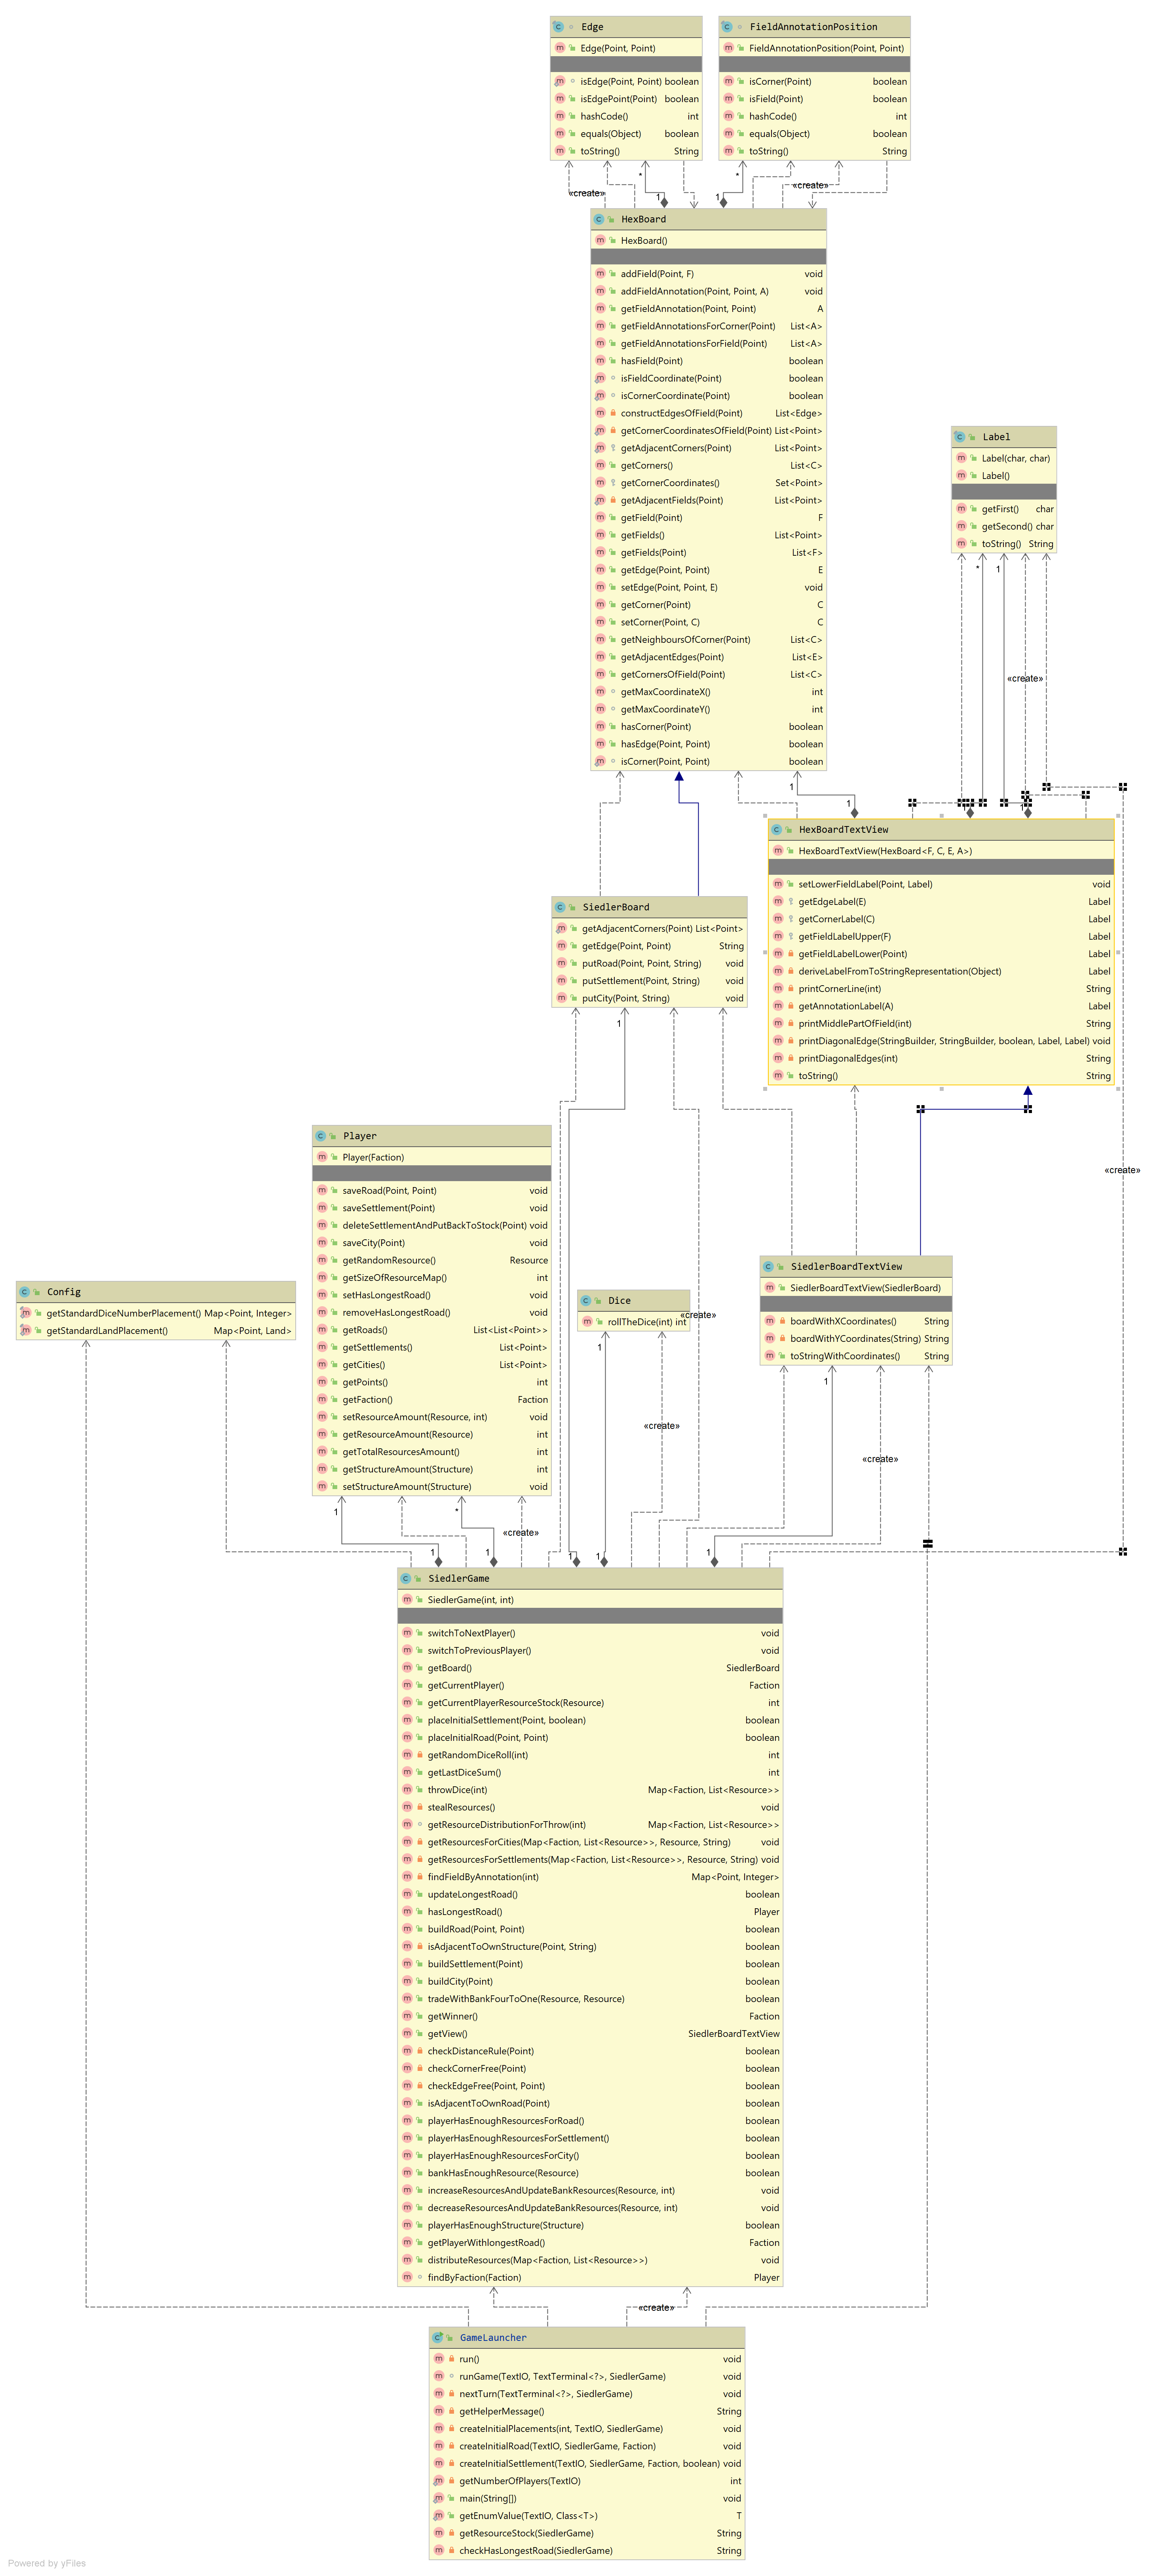 Edge
Edge(Point, Point)
isEdge(Point, Point) boolean
isEdgePoint(Point) boolean
hashCode() int
equals(Object) boolean
toString() String
FieldAnnotationPosition
FieldAnnotationPosition(Point, Point)
isCorner(Point) boolean
isField(Point) boolean
hashCode() int
equals(Object) boolean
toString() String
* 1 * 1
«create» «create»
HexBoard
HexBoard()
addField(Point, F) void
addFieldAnnotation(Point, Point, A) void
getFieldAnnotation(Point, Point) A
getFieldAnnotationsForCorner(Point) List<A>
getFieldAnnotationsForField(Point) List<A>
hasField(Point) boolean
isFieldCoordinate(Point) boolean
isCornerCoordinate(Point) boolean
constructEdgesOfField(Point) List<Edge>
getCornerCoordinatesOfField(Point) List<Point>
getAdjacentCorners(Point) List<Point>
getCorners() List<C>
getCornerCoordinates() Set<Point>
getAdjacentFields(Point) List<Point>
getField(Point) F
getFields() List<Point>
getFields(Point) List<F>
getEdge(Point, Point) E
setEdge(Point, Point, E) void
getCorner(Point) C
setCorner(Point, C) C
getNeighboursOfCorner(Point) List<C>
getAdjacentEdges(Point) List<E>
getCornersOfField(Point) List<C>
getMaxCoordinateX() int
getMaxCoordinateY() int
hasCorner(Point) boolean
hasEdge(Point, Point) boolean
isCorner(Point, Point) boolean
Label
Label(char, char)
Label()
getFirst() char
getSecond() char
toString() String
* 1
«create»
1
1 1 1
HexBoardTextView
HexBoardTextView(HexBoard<F, C, E, A>)
setLowerFieldLabel(Point, Label) void
getEdgeLabel(E) Label
getCornerLabel(C) Label
getFieldLabelUpper(F) Label
getFieldLabelLower(Point) Label
deriveLabelFromToStringRepresentation(Object) Label
printCornerLine(int) String
getAnnotationLabel(A) Label
printMiddlePartOfField(int) String
printDiagonalEdge(StringBuilder, StringBuilder, boolean, Label, Label) void
printDiagonalEdges(int) String
toString() String
SiedlerBoard
getAdjacentCorners(Point) List<Point>
getEdge(Point, Point) String
putRoad(Point, Point, String) void
putSettlement(Point, String) void
putCity(Point, String) void
1
«create»
Player
Player(Faction)
saveRoad(Point, Point) void
saveSettlement(Point) void
deleteSettlementAndPutBackToStock(Point) void
saveCity(Point) void
getRandomResource() Resource
getSizeOfResourceMap() int
setHasLongestRoad() void
removeHasLongestRoad() void
getRoads() List<List<Point>>
getSettlements() List<Point>
getCities() List<Point>
getPoints() int
getFaction() Faction
setResourceAmount(Resource, int) void
getResourceAmount(Resource) int
getTotalResourcesAmount() int
getStructureAmount(Structure) int
setStructureAmount(Structure) void
Config
getStandardDiceNumberPlacement() Map<Point, Integer>
getStandardLandPlacement() Map<Point, Land>
Dice
rollTheDice(int) int
«create»
SiedlerBoardTextView
SiedlerBoardTextView(SiedlerBoard)
boardWithXCoordinates() String
boardWithYCoordinates(String) String
toStringWithCoordinates() String
1 1
«create»
«create»
1 *
«create»
1 1 1 1 1
SiedlerGame
SiedlerGame(int, int)
switchToNextPlayer() void
switchToPreviousPlayer() void
getBoard() SiedlerBoard
getCurrentPlayer() Faction
getCurrentPlayerResourceStock(Resource) int
placeInitialSettlement(Point, boolean) boolean
placeInitialRoad(Point, Point) boolean
getRandomDiceRoll(int) int
getLastDiceSum() int
throwDice(int) Map<Faction, List<Resource>>
stealResources() void
getResourceDistributionForThrow(int) Map<Faction, List<Resource>>
getResourcesForCities(Map<Faction, List<Resource>>, Resource, String) void
getResourcesForSettlements(Map<Faction, List<Resource>>, Resource, String) void
findFieldByAnnotation(int) Map<Point, Integer>
updateLongestRoad() boolean
hasLongestRoad() Player
buildRoad(Point, Point) boolean
isAdjacentToOwnStructure(Point, String) boolean
buildSettlement(Point) boolean
buildCity(Point) boolean
tradeWithBankFourToOne(Resource, Resource) boolean
getWinner() Faction
getView() SiedlerBoardTextView
checkDistanceRule(Point) boolean
checkCornerFree(Point) boolean
checkEdgeFree(Point, Point) boolean
isAdjacentToOwnRoad(Point) boolean
playerHasEnoughResourcesForRoad() boolean
playerHasEnoughResourcesForSettlement() boolean
playerHasEnoughResourcesForCity() boolean
bankHasEnoughResource(Resource) boolean
increaseResourcesAndUpdateBankResources(Resource, int) void
decreaseResourcesAndUpdateBankResources(Resource, int) void
playerHasEnoughStructure(Structure) boolean
getPlayerWithlongestRoad() Faction
distributeResources(Map<Faction, List<Resource>>) void
findByFaction(Faction) Player
«create»
GameLauncher
run() void
runGame(TextIO, TextTerminal<?>, SiedlerGame) void
nextTurn(TextTerminal<?>, SiedlerGame) void
getHelperMessage() String
createInitialPlacements(int, TextIO, SiedlerGame) void
createInitialRoad(TextIO, SiedlerGame, Faction) void
createInitialSettlement(TextIO, SiedlerGame, Faction, boolean) void
getNumberOfPlayers(TextIO) int
main(String[]) void
getEnumValue(TextIO, Class<T>) T
getResourceStock(SiedlerGame) String
checkHasLongestRoad(SiedlerGame) String
Powered by yFiles